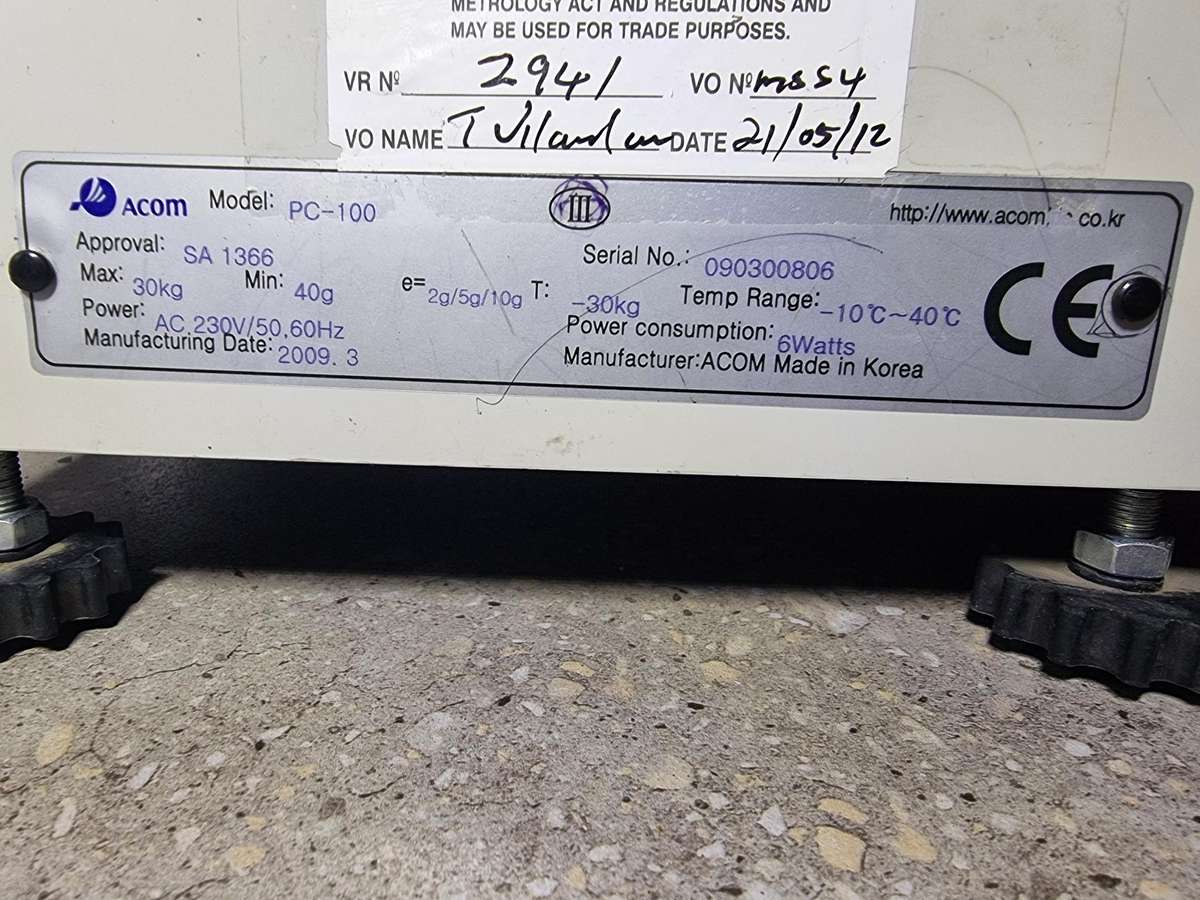 METROLOGY ACT AND REGULATIONS AND
MAY BE USED FOR TRADE PURPOSES.
VR Nº 2941 VO Nº mss4
VO NAME T DATE 21/05/12
Acom Model: PC-100 III http://www.acom. co.kr
Approval: SA 1366 Serial No.: 090300806
Max: 30kg Min: 40g e= 2g/5g/10g T: -30kg Temp Range: -10℃~40℃
Power: AC 230V/50,60Hz Power consumption: 6Watts
Manufacturing Date: 2009. 3 Manufacturer:ACOM Made in Korea
CE